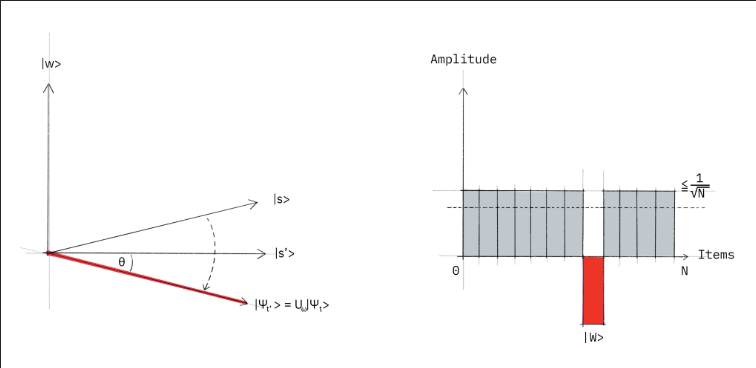 |w>
|s>
|s'>
θ
|Ψt'> = Uω|Ψt>
Amplitude
≤ 1/√N
Items
0
N
|W>